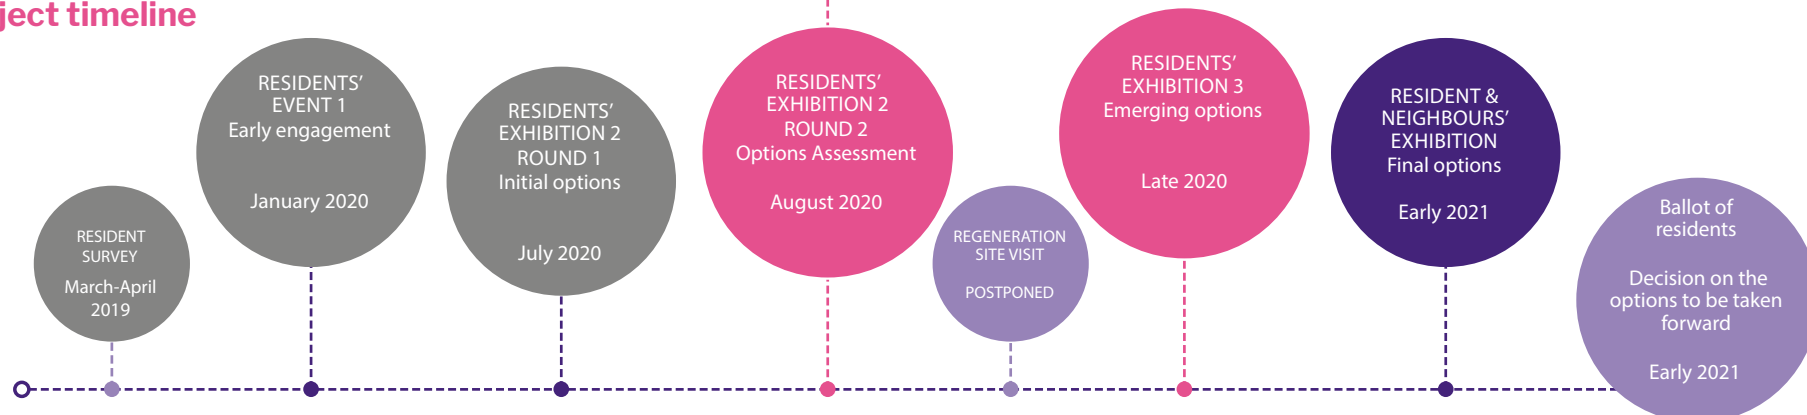 ject timeline
RESIDENT
SURVEY
March-April
2019
RESIDENTS’
EVENT 1
Early engagement
January 2020
RESIDENTS’
EXHIBITION 2
ROUND 1
Initial options
July 2020
RESIDENTS’
EXHIBITION 2
ROUND 2
Options Assessment
August 2020
REGENERATION
SITE VISIT
POSTPONED
RESIDENTS’
EXHIBITION 3
Emerging options
Late 2020
RESIDENT &
NEIGHBOURS’
EXHIBITION
Final options
Early 2021
Ballot of
residents
Decision on the
options to be taken
forward
Early 2021